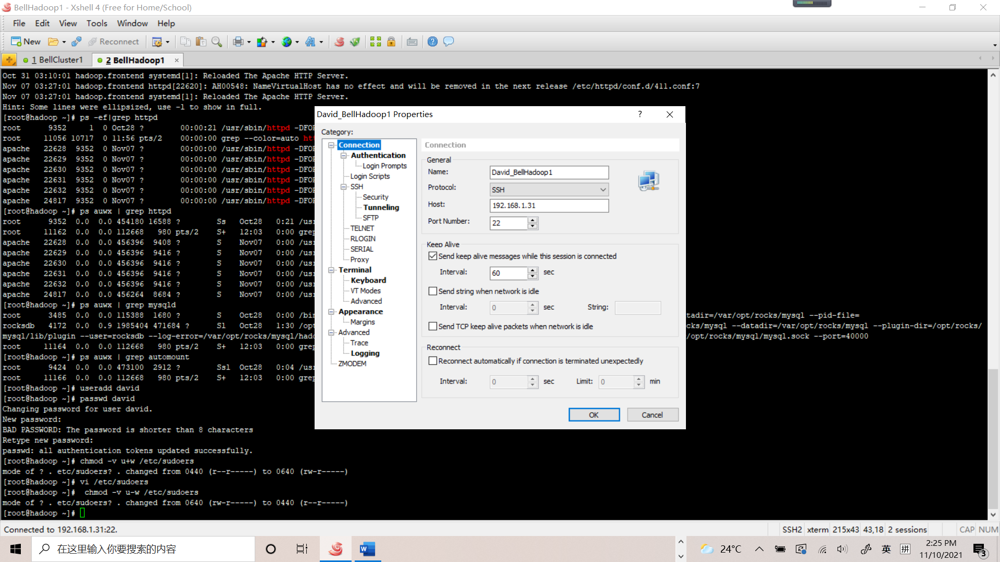 BellHadoop1 - Xshell 4 (Free for Home/School)
File Edit View Tools Window Help
New Reconnect
1 BellCluster1 2 BellHadoop1
Oct 31 03:10:01 hadoop.frontend systemd[1]: Reloaded The Apache HTTP Server.
Nov 07 03:27:01 hadoop.frontend httpd[22620]: AH00548: NameVirtualHost has no effect and will be removed in the next release /etc/httpd/conf.d/411.conf:7
Nov 07 03:27:01 hadoop.frontend systemd[1]: Reloaded The Apache HTTP Server.
Hint: Some lines were ellipsized, use -l to show in full.
[root@hadoop ~]# ps -ef|grep httpd
root 9352 1 0 Oct28 ? 00:00:21 /usr/sbin/httpd -DFO
root 11056 10717 0 11:56 pts/2 00:00:00 grep --color=auto ht
apache 22628 9352 0 Nov07 ? 00:00:00 /usr/sbin/httpd -DFO
apache 22629 9352 0 Nov07 ? 00:00:00 /usr/sbin/httpd -DFO
apache 22630 9352 0 Nov07 ? 00:00:00 /usr/sbin/httpd -DFO
apache 22631 9352 0 Nov07 ? 00:00:00 /usr/sbin/httpd -DFO
apache 22632 9352 0 Nov07 ? 00:00:00 /usr/sbin/httpd -DFO
apache 24817 9352 0 Nov07 ? 00:00:00 /usr/sbin/httpd -DFO
[root@hadoop ~]# ps auwx | grep httpd
root 9352 0.0 0.0 454180 16588 ? Ss Oct28 0:21 /us
root 11162 0.0 0.0 112668 980 pts/2 S+ 12:03 0:00 grep
apache 22628 0.0 0.0 456396 9408 ? S Nov07 0:00 /us
apache 22629 0.0 0.0 456396 9416 ? S Nov07 0:00 /us
apache 22630 0.0 0.0 456396 9416 ? S Nov07 0:00 /us
apache 22631 0.0 0.0 456396 9416 ? S Nov07 0:00 /us
apache 22632 0.0 0.0 456396 9416 ? S Nov07 0:00 /us
apache 24817 0.0 0.0 456264 8684 ? S Nov07 0:00 /us
[root@hadoop ~]# ps auwx | grep mysqld
root 3485 0.0 0.0 115388 1680 ? S Oct28 0:00 /bin tadir=/var/opt/rocks/mysql --pid-file=
rocksdb 4172 0.0 0.9 1985404 471684 ? Sl Oct28 1:30 /opt cks/mysql --datadir=/var/opt/rocks/mysql --plugin-dir=/opt/rocks/
mysql/lib/plugin --user=rocksdb --log-error=/var/opt/rocks/mysql/hado /opt/rocks/mysql/mysql.sock --port=40000
root 11164 0.0 0.0 112668 980 pts/2 S+ 12:03 0:00 grep
[root@hadoop ~]# ps auwx | grep automount
root 9424 0.0 0.0 473100 2912 ? Ssl Oct28 0:04 /us
root 11166 0.0 0.0 112668 980 pts/2 S+ 12:03 0:00 grep
[root@hadoop ~]# useradd david
[root@hadoop ~]# passwd david
Changing password for user david.
New password:
BAD PASSWORD: The password is shorter than 8 characters
Retype new password:
passwd: all authentication tokens updated successfully.
[root@hadoop ~]# chmod -v u+w /etc/sudoers
mode of ? . etc/sudoers? . changed from 0440 (r--r-----) to 0640 (rw-r-----)
[root@hadoop ~]# vi /etc/sudoers
[root@hadoop ~]#  chmod -v u-w /etc/sudoers
mode of ? . etc/sudoers? . changed from 0640 (rw-r-----) to 0440 (r--r-----)
[root@hadoop ~]#
David_BellHadoop1 Properties ?
Category:
Connection
Authentication
Login Prompts
Login Scripts
SSH
Security
Tunneling
SFTP
TELNET
RLOGIN
SERIAL
Proxy
Terminal
Keyboard
VT Modes
Advanced
Appearance
Margins
Advanced
Trace
Logging
ZMODEM
Connection
General
Name: David_BellHadoop1
Protocol: SSH
Host: 192.168.1.31
Port Number: 22
Keep Alive
Send keep alive messages while this session is connected
Interval: 60 sec
Send string when network is idle
Interval: 0 sec String:
Send TCP keep alive packets when network is idle
Reconnect
Reconnect automatically if connection is terminated unexpectedly
Interval: 0 sec Limit: 0 min
OK Cancel
Connected to 192.168.1.31:22. SSH2 xterm 215x43 43,18 2 sessions CAP NUM
在这里输入你要搜索的内容
24°C 英 拼
2:25 PM
11/10/2021
3